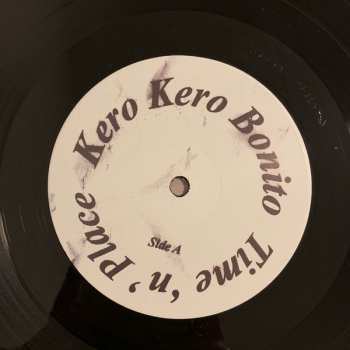 Kero Kero Bonito Time 'n' Place
Side A